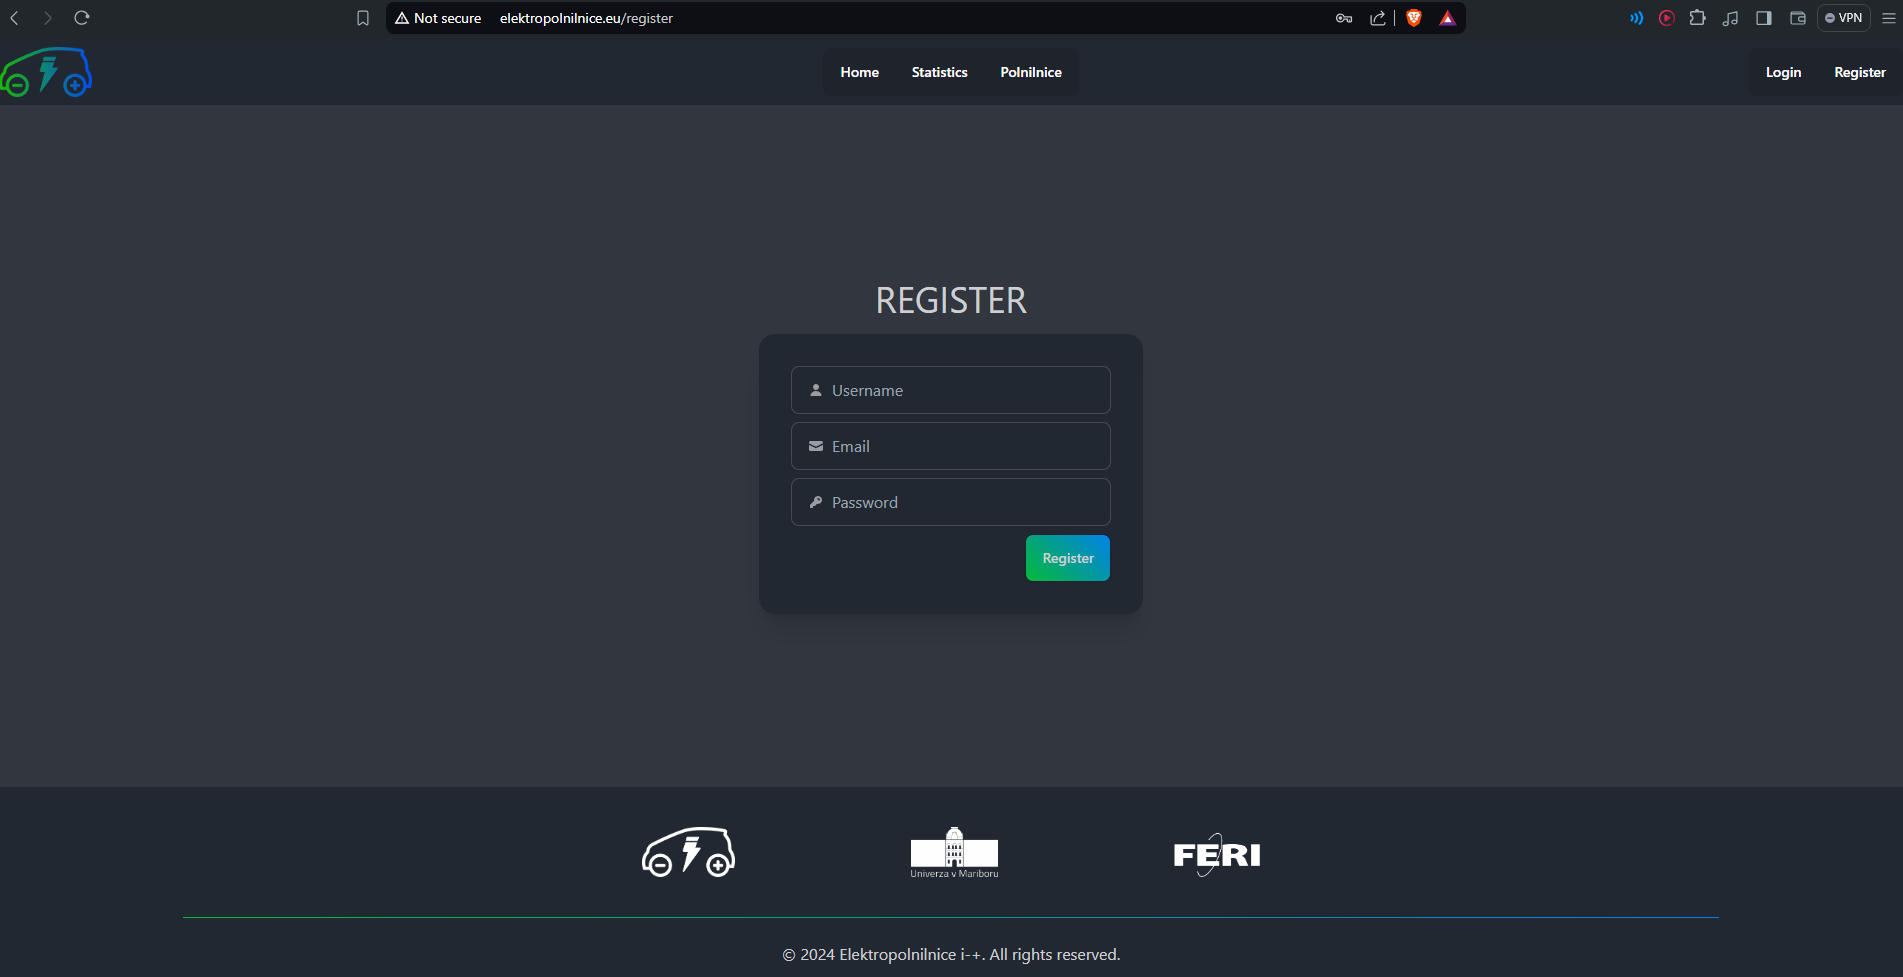 Not secure elektropolnilnice.eu/register
VPN
Home Statistics Polnilnice
Login Register
REGISTER
Username
Email
Password
Register
Univerza v Mariboru
FERI
© 2024 Elektropolnilnice i-+. All rights reserved.